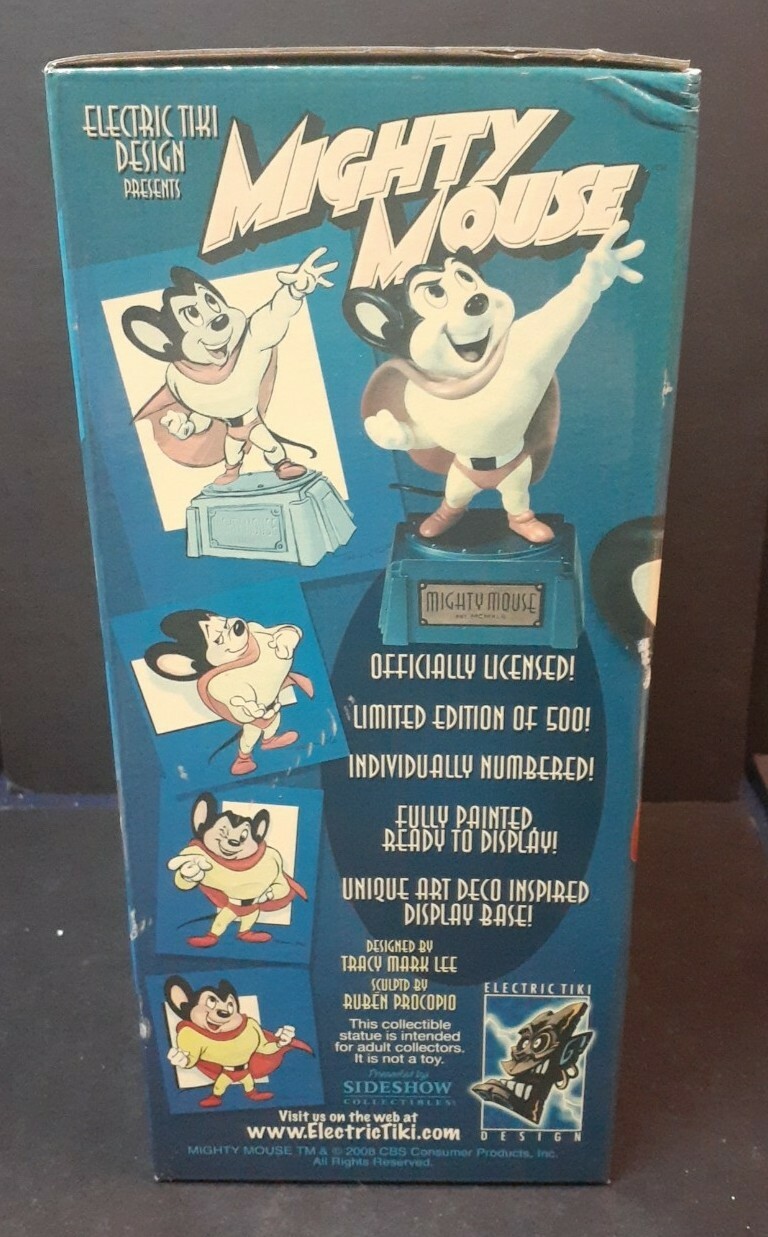 ELECTRIC TIKI
DESIGN
PRESENTS
MIGHTY
MOUSE
MIGHTY MOUSE
OFFICIALLY LICENSED!
LIMITED EDITION OF 500!
INDIVIDUALLY NUMBERED!
FULLY PAINTED
READY TO DISPLAY!
UNIQUE ART DECO INSPIRED
DISPLAY BASE!
DESIGNED BY
TRACY MARK LEE
SCULPTD BY
RUBÉN PROCOPIO
This collectible
statue is intended
for adult collectors.
It is not a toy.
Presented by
SIDESHOW
COLLECTIBLES
ELECTRIC TIKI
DESIGN
Visit us on the web at
www.ElectricTiki.com
MIGHTY MOUSE TM & © 2008 CBS Consumer Products, Inc.
All Rights Reserved.